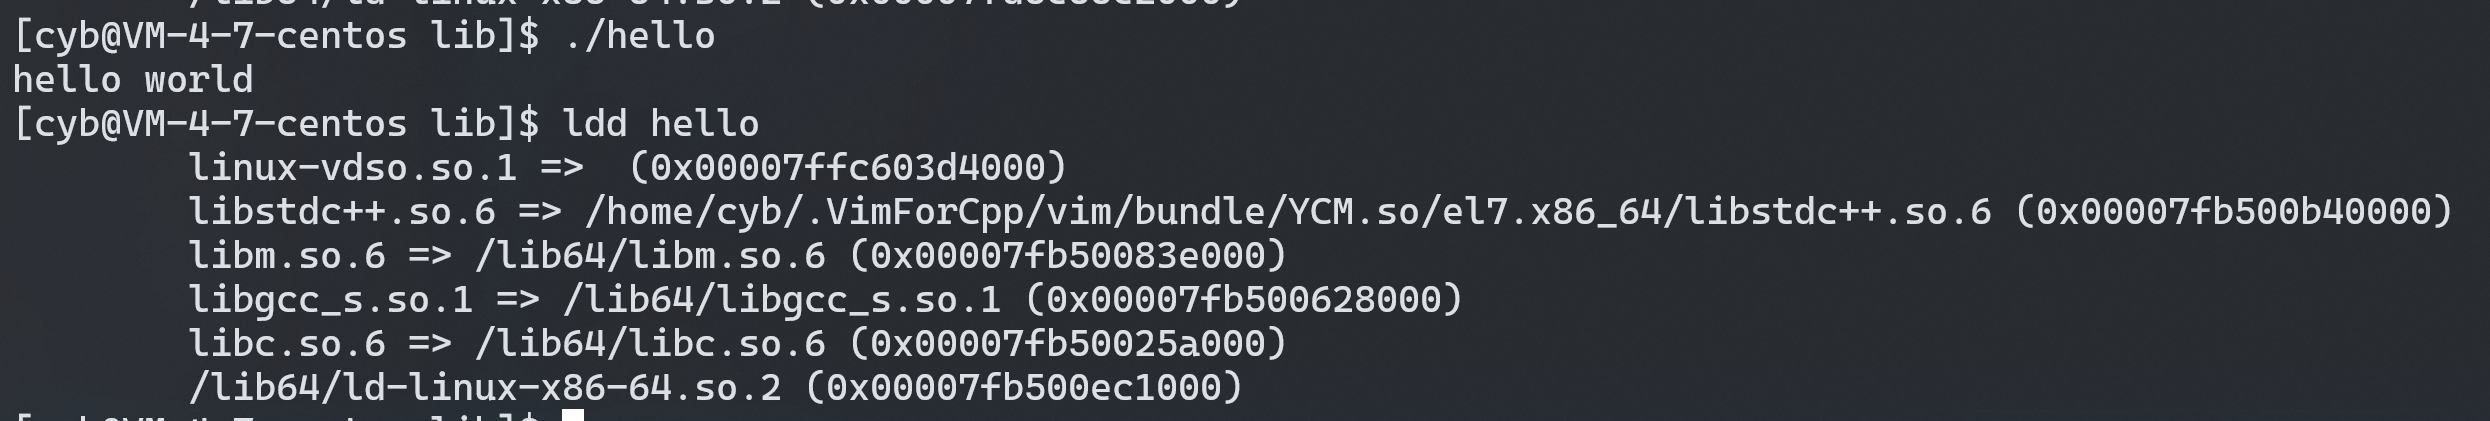 [cyb@VM-4-7-centos lib]$ ./hello
hello world
[cyb@VM-4-7-centos lib]$ ldd hello
linux-vdso.so.1 =>  (0x00007ffc603d4000)
libstdc++.so.6 => /home/cyb/.VimForCpp/vim/bundle/YCM.so/el7.x86_64/libstdc++.so.6 (0x00007fb500b40000)
libm.so.6 => /lib64/libm.so.6 (0x00007fb50083e000)
libgcc_s.so.1 => /lib64/libgcc_s.so.1 (0x00007fb500628000)
libc.so.6 => /lib64/libc.so.6 (0x00007fb50025a000)
/lib64/ld-linux-x86-64.so.2 (0x00007fb500ec1000)